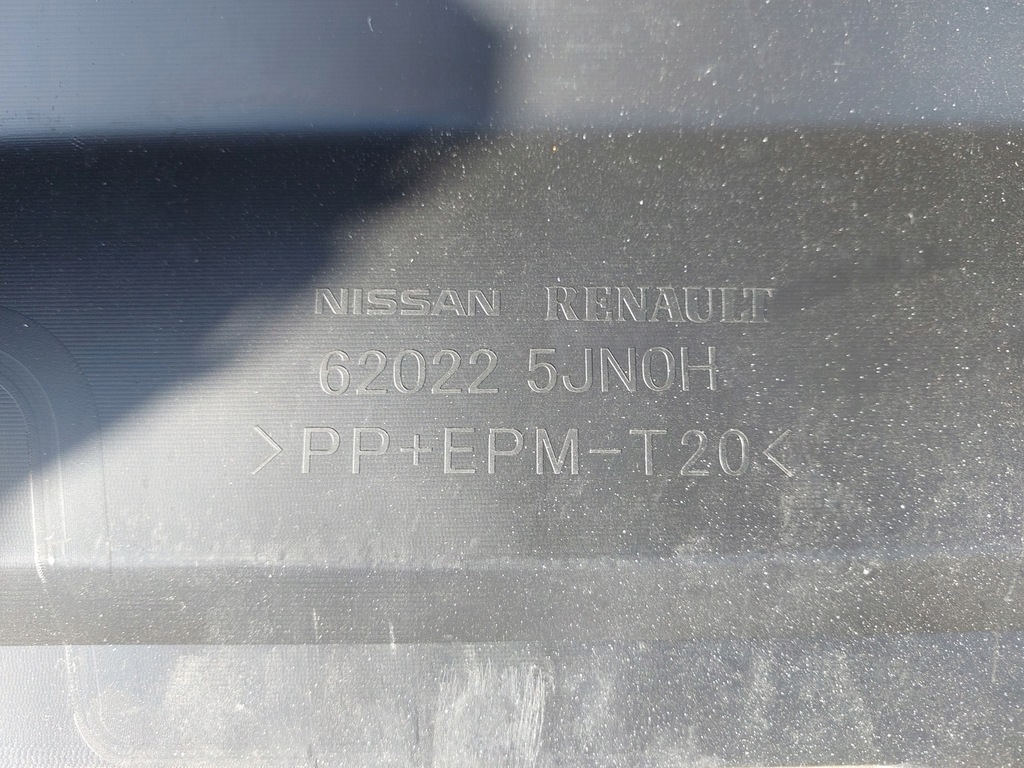 NISSAN RENAULT
62022 5JN0H
>PP+EPM-T20<